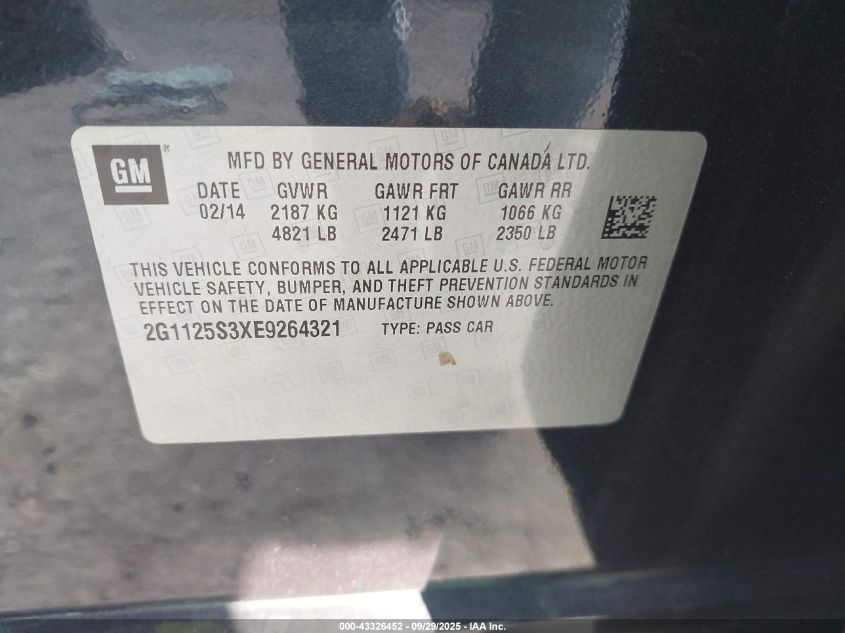 GM
MFD BY GENERAL MOTORS OF CANADA LTD.
DATE GVWR GAWR FRT GAWR RR
02/14 2187 KG 1121 KG 1066 KG
4821 LB 2471 LB 2350 LB
THIS VEHICLE CONFORMS TO ALL APPLICABLE U.S. FEDERAL MOTOR
VEHICLE SAFETY, BUMPER, AND THEFT PREVENTION STANDARDS IN
EFFECT ON THE DATE OF MANUFACTURE SHOWN ABOVE.
2G1125S3XE9264321 TYPE: PASS CAR
000-43326452 - 09/29/2025 - IAA Inc.